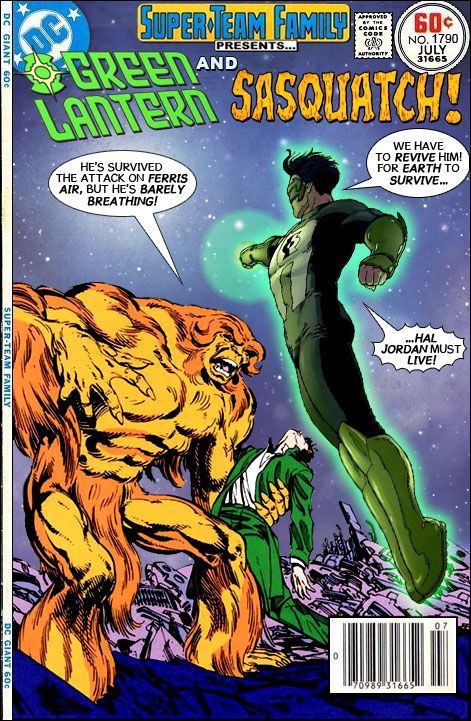 DC GIANT 60¢
DC
SUPER-TEAM FAMILY
PRESENTS...
APPROVED
BY THE
COMICS
CODE
AUTHORITY
60¢
NO. 1790
JULY
31665
GREEN
LANTERN
AND
SASQUATCH!
HE'S SURVIVED
THE ATTACK ON FERRIS
AIR, BUT HE'S BARELY
BREATHING!
WE HAVE
TO REVIVE HIM!
FOR EARTH TO
SURVIVE...
...HAL
JORDAN MUST
LIVE!
SUPER-TEAM FAMILY
DC GIANT 60¢
07
0
70989 31665